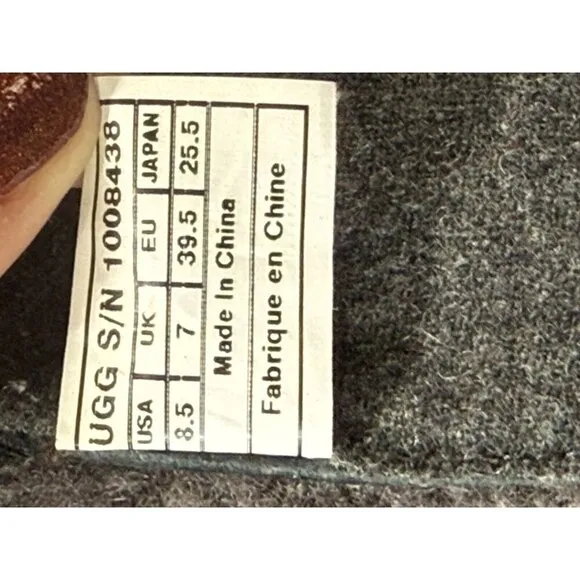 UGG S/N 1008438
USA UK EU JAPAN
8.5 7 39.5 25.5
Made In China
Fabrique en Chine